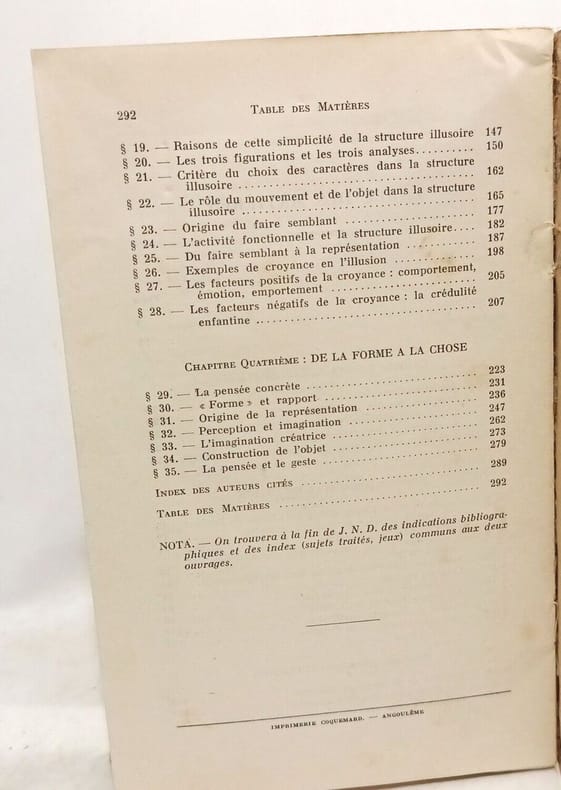 292
TABLE DES MATIÈRES
§ 19. — Raisons de cette simplicité de la structure illusoire 147
§ 20. — Les trois figurations et les trois analyses.......... 150
§ 21. — Critère du choix des caractères dans la structure
illusoire .................................... 162
§ 22. — Le rôle du mouvement et de l'objet dans la structure
illusoire .................................... 165
§ 23. — Origine du faire semblant .................... 177
§ 24. — L'activité fonctionnelle et la structure illusoire.... 182
§ 25. — Du faire semblant à la représentation .......... 187
§ 26. — Exemples de croyance en l'illusion ............ 198
§ 27. — Les facteurs positifs de la croyance : comportement,
émotion, emportement ...................... 205
§ 28. — Les facteurs négatifs de la croyance : la crédulité
enfantine .................................. 207
CHAPITRE QUATRIÈME : DE LA FORME A LA CHOSE
§ 29. — La pensée concrète .......................... 223
§ 30. — « Forme » et rapport ........................ 231
§ 31. — Origine de la représentation .................. 236
§ 32. — Perception et imagination .................... 247
§ 33. — L'imagination créatrice ...................... 262
§ 34. — Construction de l'objet ...................... 273
§ 35. — La pensée et le geste ........................ 279
INDEX DES AUTEURS CITÉS ............................ 289
TABLE DES MATIÈRES ................................ 292
NOTA. — On trouvera à la fin de J. N. D. des indications bibliogra-
phiques et des index (sujets traités, jeux) communs aux deux
ouvrages.
IMPRIMERIE COQUEMARD. — ANGOULÊME